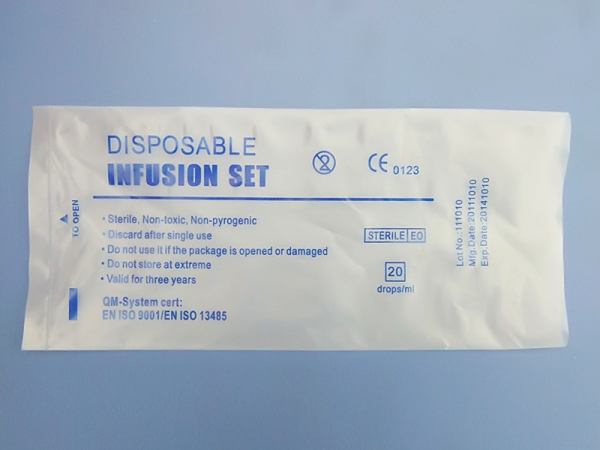 DISPOSABLE
INFUSION SET
CE 0123
TO OPEN
• Sterile, Non-toxic, Non-pyrogenic
• Discard after single use
• Do not use it if the package is opened or damaged
• Do not store at extreme
• Valid for three years
QM-System cert:
EN ISO 9001/EN ISO 13485
STERILE EO
20
drops/ml
Lot No.:111010
Mfg.Date:20111010
Exp.Date:20141010